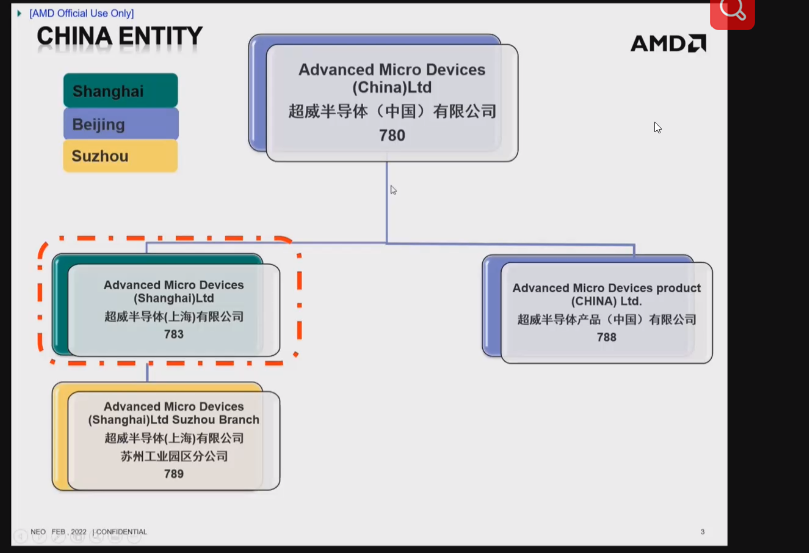 [AMD Official Use Only]
CHINA ENTITY
AMD
Shanghai
Beijing
Suzhou
Advanced Micro Devices
(China)Ltd
超威半导体（中国）有限公司
780
Advanced Micro Devices
(Shanghai)Ltd
超威半导体(上海)有限公司
783
Advanced Micro Devices product
(CHINA) Ltd.
超威半导体产品（中国）有限公司
788
Advanced Micro Devices
(Shanghai)Ltd Suzhou Branch
超威半导体(上海)有限公司
苏州工业园区分公司
789
NEO FEB , 2022 | CONFIDENTIAL
3